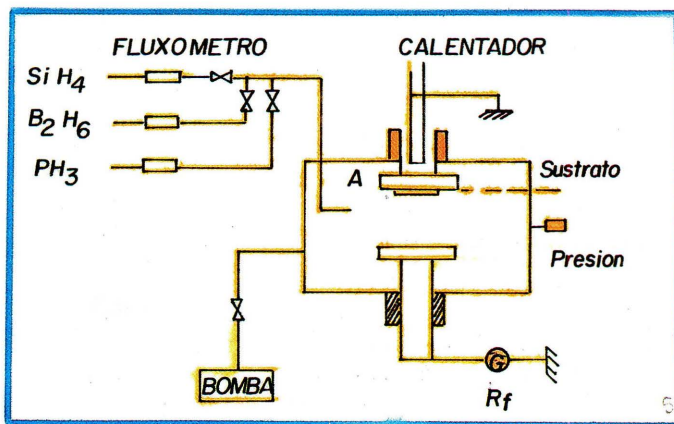 FLUXOMETRO
CALENTADOR
Si H4
B2 H6
PH3
A
Sustrato
Presion
BOMBA
G
Rf